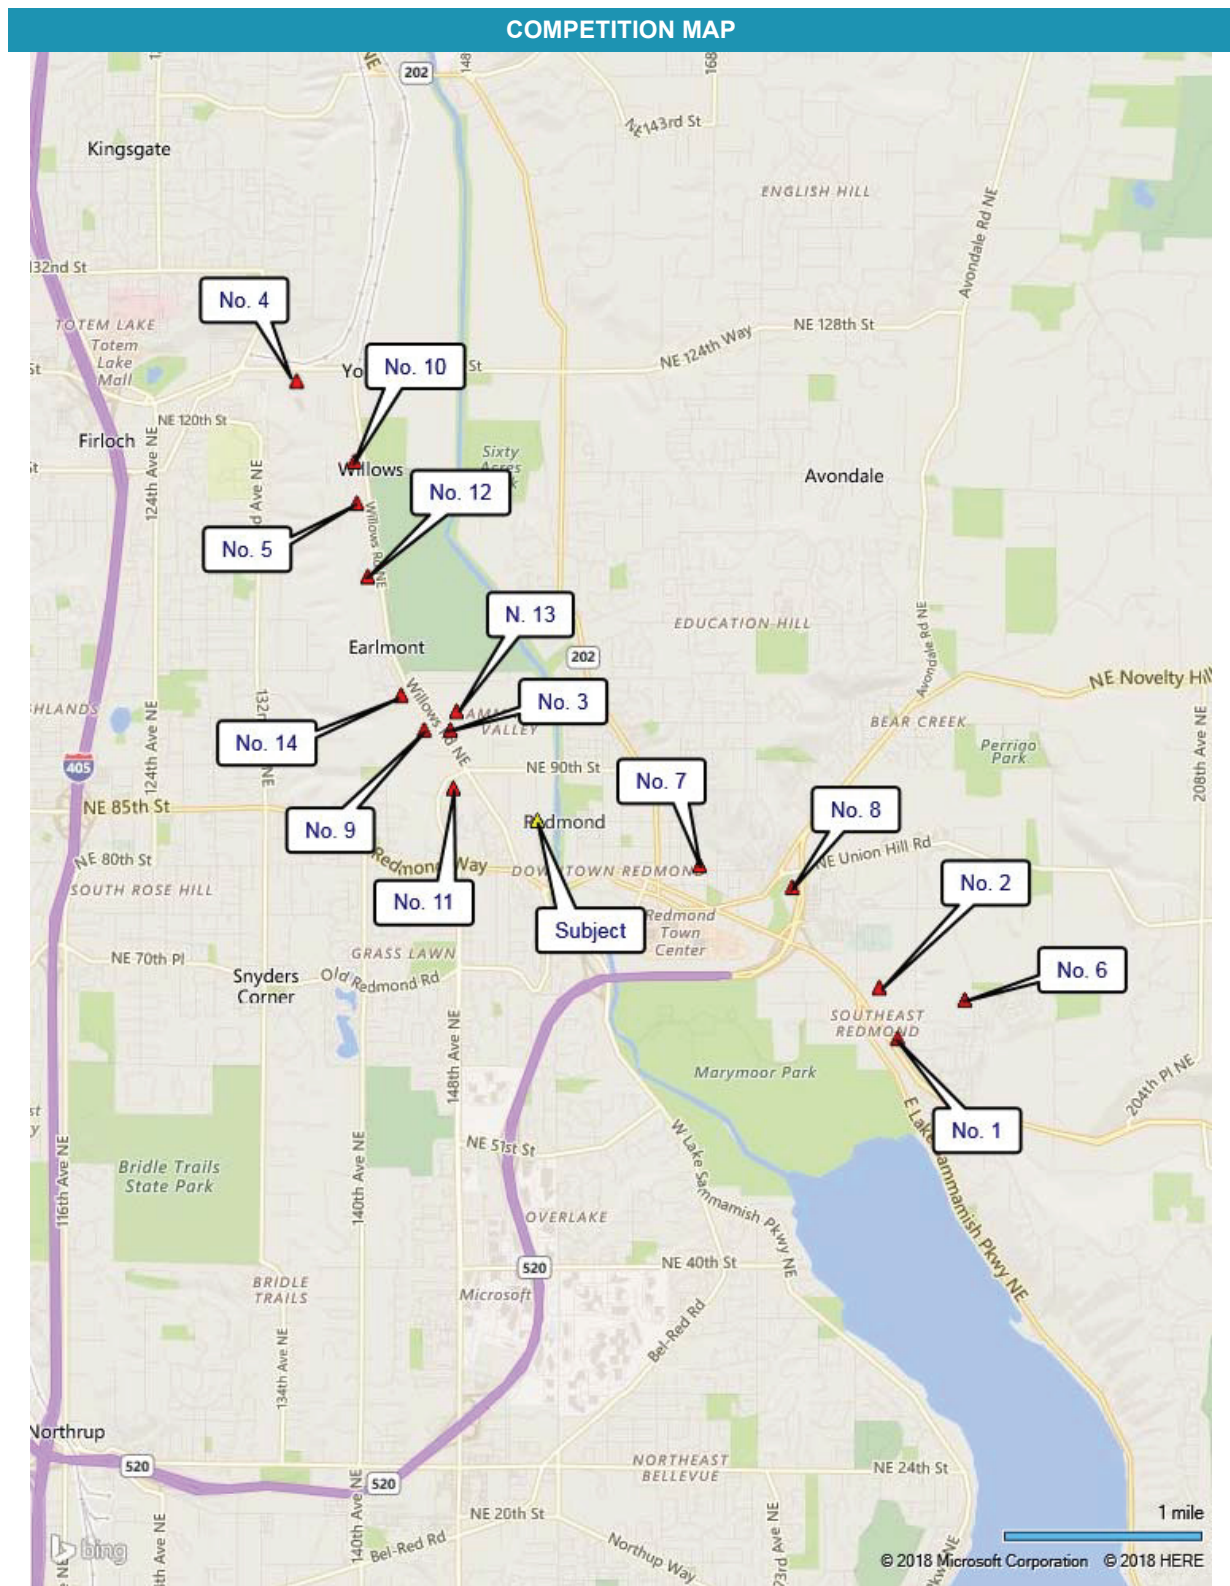 COMPETITION MAP
202
148
168
NE
NE 143rd St
Kingsgate
ENGLISH HILL
Avondale Rd NE
132nd St
No. 4
TOTEM LAKE
Totem
Lake
Mall
NE 128th St
NE 124th Way
No. 10
St
St
NE 120th St
Firloch
124th Ave NE
Willows
Sixty
Avondale
No. 12
Willows Rd NE
No. 5
N. 13
EDUCATION HILL
Earlmont
202
Avondale Rd NE
NE Novelty Hill
No. 3
VALLEY
Willows Rd NE
No. 14
BEAR CREEK
Perrigo
Park
124th Ave NE
208th Ave NE
405
NE 90th St
No. 7
NE 85th St
No. 9
Redmond
No. 8
NE 80th St
Redmond Way
DOWNTOWN REDMOND
NE Union Hill Rd
SOUTH ROSE HILL
No. 11
No. 2
Subject
Redmond
Town
Center
GRASS LAWN
NE 70th Pl
Snyders
Corner
Old Redmond Rd
No. 6
SOUTHEAST
REDMOND
148th Ave NE
Marymoor Park
204th Pl NE
No. 1
E Lake Sammamish Pkwy NE
W Lake Sammamish Pkwy NE
NE 51st St
116th Ave NE
Bridle Trails
State Park
140th Ave NE
OVERLAKE
520
NE 40th St
BRIDLE
TRAILS
Microsoft
Bel-Red Rd
134th Ave NE
Northrup
520
520
NORTHEAST
BELLEVUE
NE 24th St
140th Ave NE
NE 20th St
1 mile
bing
Bel-Red Rd
Northup Way
© 2018 Microsoft Corporation © 2018 HERE